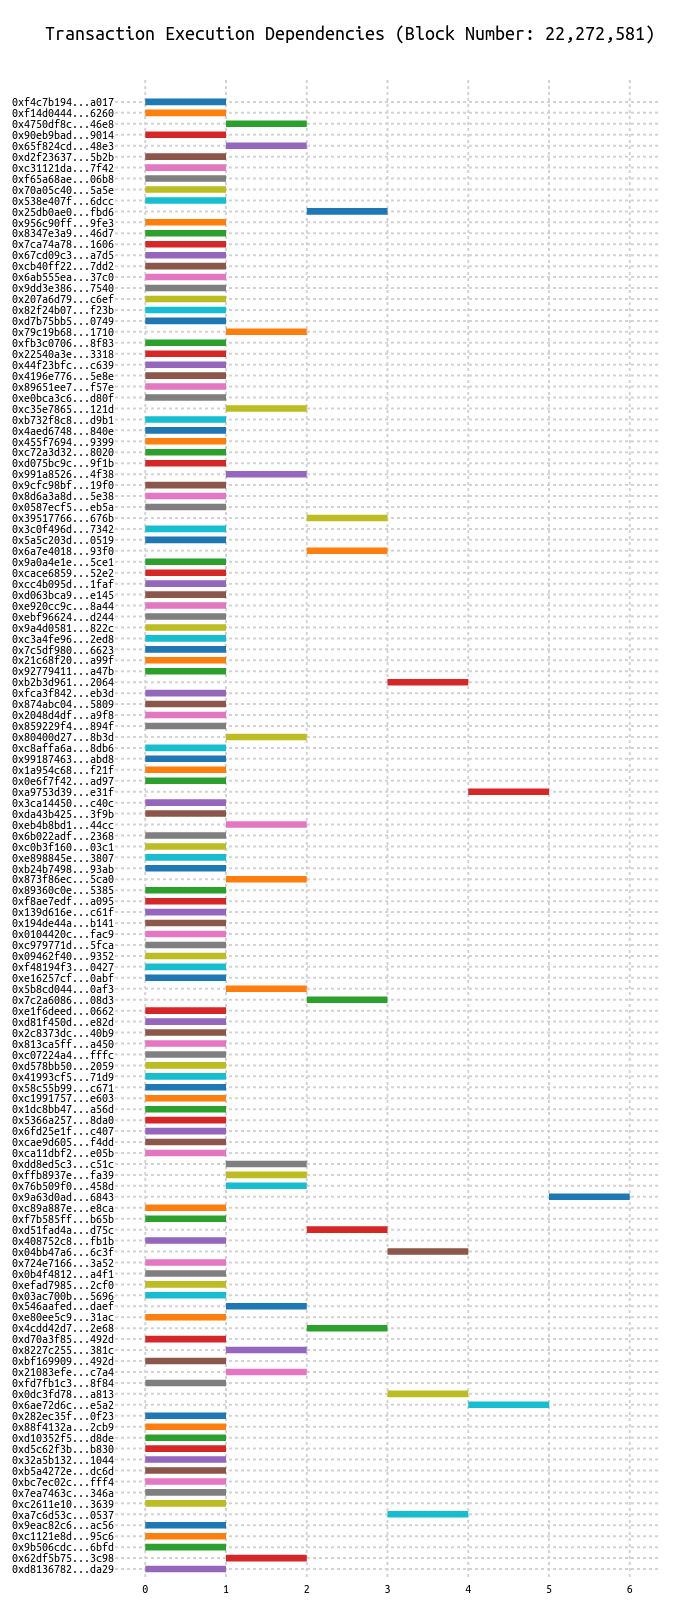 Transaction Execution Dependencies (Block Number: 22,272,581)
0xf4c7b194...a017
0xf14d0444...6260
0x4750df8c...46e8
0x90eb9bad...9014
0x65f824cd...48e3
0xd2f23637...5b2b
0xc31121da...7f42
0xf65a68ae...06b8
0x70a05c40...5a5e
0x538e407f...6dcc
0x25db0ae0...fbd6
0x956c90ff...9fe3
0x8347e3a9...46d7
0x7ca74a78...1606
0x67cd09c3...a7d5
0xcb40ff22...7dd2
0x6ab555ea...37c0
0x9dd3e386...7540
0x207a6d79...c6ef
0x82f24b07...f23b
0xd7b75bb5...0749
0x79c19b68...1710
0xfb3c0706...8f83
0x22540a3e...3318
0x44f23bfc...c639
0x4196e776...5e8e
0x89651ee7...f57e
0xe0bca3c6...d80f
0xc35e7865...121d
0xb732f8c8...d9b1
0x4aed6748...840e
0x455f7694...9399
0xc72a3d32...8020
0xd075bc9c...9f1b
0x991a8526...4f38
0x9cfc98bf...19f0
0x8d6a3a8d...5e38
0x0587ecf5...eb5a
0x39517766...676b
0x3c0f496d...7342
0x5a5c203d...0519
0x6a7e4018...93f0
0x9a0a4e1e...5ce1
0xcace6859...52e2
0xcc4b095d...1faf
0xd063bca9...e145
0xe920cc9c...8a44
0xebf96624...d244
0x9a4d0581...822c
0xc3a4fe96...2ed8
0x7c5df980...6623
0x21c68f20...a99f
0x92779411...a47b
0xb2b3d961...2064
0xfca3f842...eb3d
0x874abc04...5809
0x2048d4df...a9f8
0x859229f4...894f
0x80400d27...8b3d
0xc8affa6a...8db6
0x99187463...abd8
0x1a954c68...f21f
0x0e6f7f42...ad97
0xa9753d39...e31f
0x3ca14450...c40c
0xda43b425...3f9b
0xeb4b8bd1...44cc
0x6b022adf...2368
0xc0b3f160...03c1
0xe898845e...3807
0xb24b7498...93ab
0x873f86ec...5ca0
0x89360c0e...5385
0xf8ae7edf...a095
0x139d616e...c61f
0x194de44a...b141
0x0104420c...fac9
0xc979771d...5fca
0x09462f40...9352
0xf48194f3...0427
0xe16257cf...0abf
0x5b8cd044...0af3
0x7c2a6086...08d3
0xe1f6deed...0662
0xd81f450d...e82d
0x2c8373dc...40b9
0x813ca5ff...a450
0xc07224a4...fffc
0xd578bb50...2059
0x41993cf5...71d9
0x58c55b99...c671
0xc1991757...e603
0x1dc8bb47...a56d
0x5366a257...8da0
0x6fd25e1f...c407
0xcae9d605...f4dd
0xca11dbf2...e05b
0xdd8ed5c3...c51c
0xffb8937e...fa39
0x76b509f0...458d
0x9a63d0ad...6843
0xc89a887e...e8ca
0xf7b585ff...b65b
0xd51fad4a...d75c
0x408752c8...fb1b
0x04bb47a6...6c3f
0x724e7166...3a52
0x0b4f4812...a4f1
0xefad7985...2cf0
0x03ac700b...5696
0x546aafed...daef
0xe80ee5c9...31ac
0x4cdd42d7...2e68
0xd70a3f85...492d
0x8227c255...381c
0xbf169909...492d
0x21083efe...c7a4
0xfd7fb1c3...8f84
0x0dc3fd78...a813
0x6ae72d6c...e5a2
0x282ec35f...0f23
0x88f4132a...2cb9
0xd10352f5...d8de
0xd5c62f3b...b830
0x32a5b132...1044
0xb5a4272e...dc6d
0xbc7ec02c...fff4
0x7ea7463c...346a
0xc2611e10...3639
0xa7c6d53c...0537
0x9eac82c6...ac56
0xc1121e8d...95c6
0x9b506cdc...6bfd
0x62df5b75...3c98
0xd8136782...da29
0 1 2 3 4 5 6